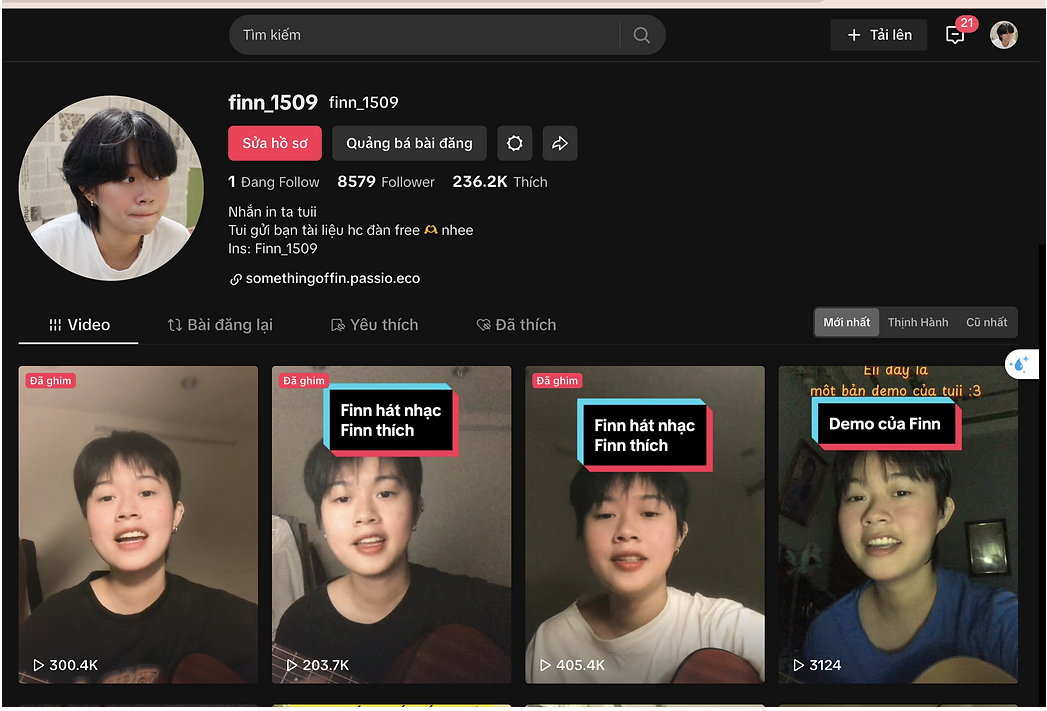 Tìm kiếm
Tải lên
21
finn_1509 finn_1509
Sửa hồ sơ
Quảng bá bài đăng
1 Đang Follow 8579 Follower 236.2K Thích
Nhắn in ta tuii
Tui gửi bạn tài liệu hc đàn free 🫶 nhee
Ins: Finn_1509
somethingoffin.passio.eco
Video
Bài đăng lại
Yêu thích
Đã thích
Mới nhất
Thịnh Hành
Cũ nhất
Đã ghim
300.4K
Đã ghim
Finn hát nhạc
Finn thích
203.7K
Đã ghim
Finn hát nhạc
Finn thích
405.4K
đây là
một bản demo của tuii :3
Demo của Finn
3124